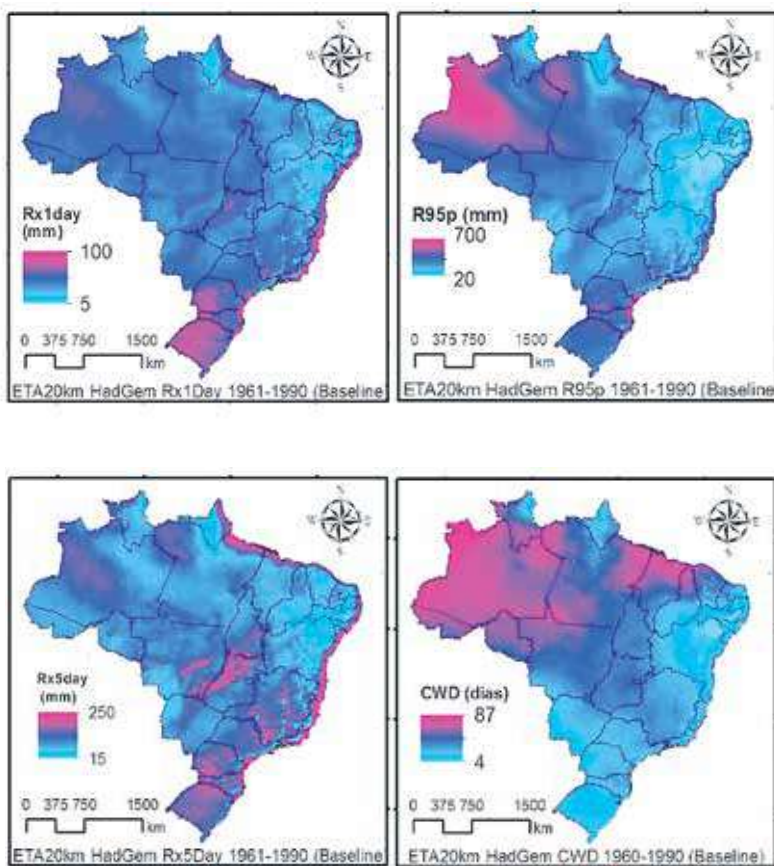 N
W E
S
Rx1day
(mm)
100
5
0 375 750 1500
km
ETA20km HadGem Rx1Day 1961-1990 (Baseline
N
W E
S
R95p (mm)
700
20
0 375 750 1500
km
ETA20km HadGem R95p 1961-1990 (Baseline
N
W E
S
Rx5day
(mm)
250
15
0 375 750 1500
km
ETA20km HadGem Rx5Day 1961-1990 (Baseline
N
W E
S
CWD (dias)
87
4
0 375 750 1500
km
ETA20km HadGem CWD 1960-1990 (Baseline)